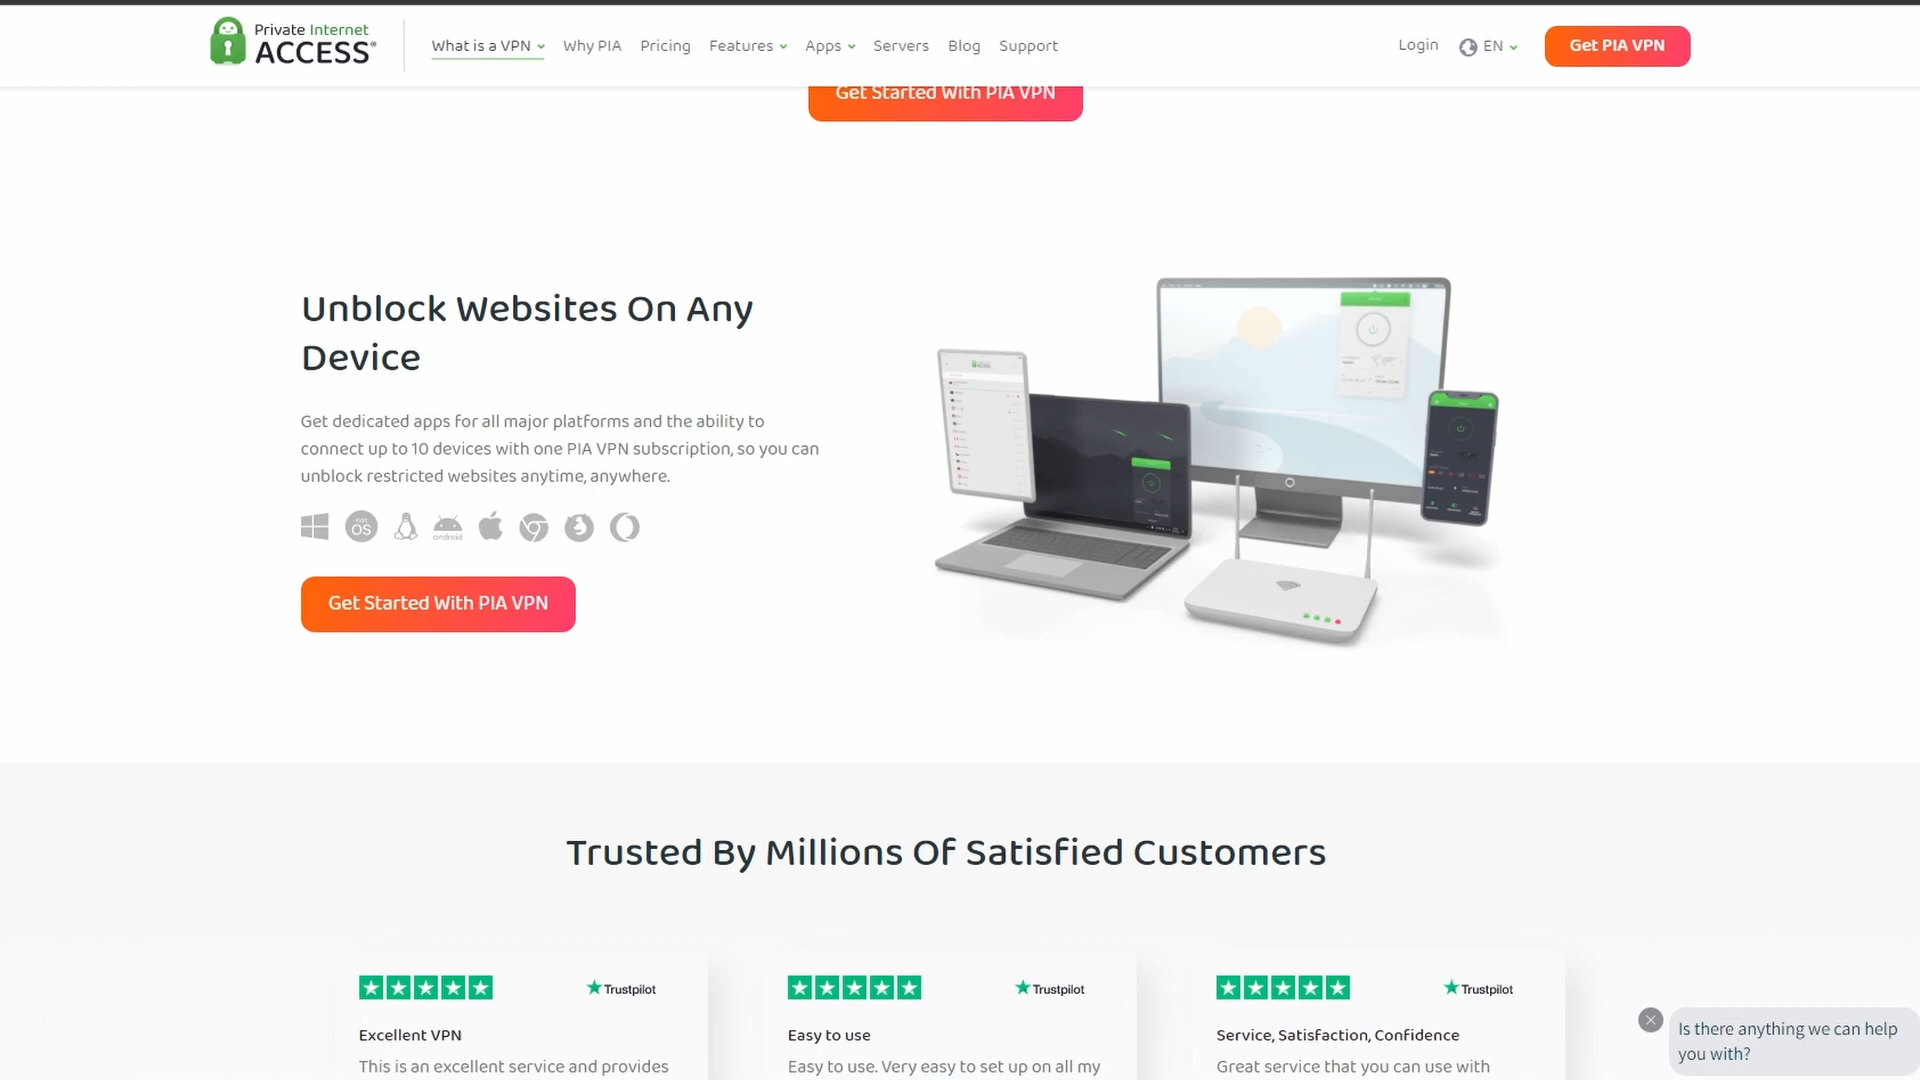 Private Internet
ACCESS®
What is a VPN
Why PIA
Pricing
Features
Apps
Servers
Blog
Support
Login
EN
Get PIA VPN
Get Started With PIA VPN
Unblock Websites On Any
Device
Get dedicated apps for all major platforms and the ability to
connect up to 10 devices with one PIA VPN subscription, so you can
unblock restricted websites anytime, anywhere.
mac
OS
android
Get Started With PIA VPN
Trusted By Millions Of Satisfied Customers
Trustpilot
Excellent VPN
This is an excellent service and provides
Trustpilot
Easy to use
Easy to use. Very easy to set up on all my
Trustpilot
Service, Satisfaction, Confidence
Great service that you can use with
Is there anything we can help
you with?